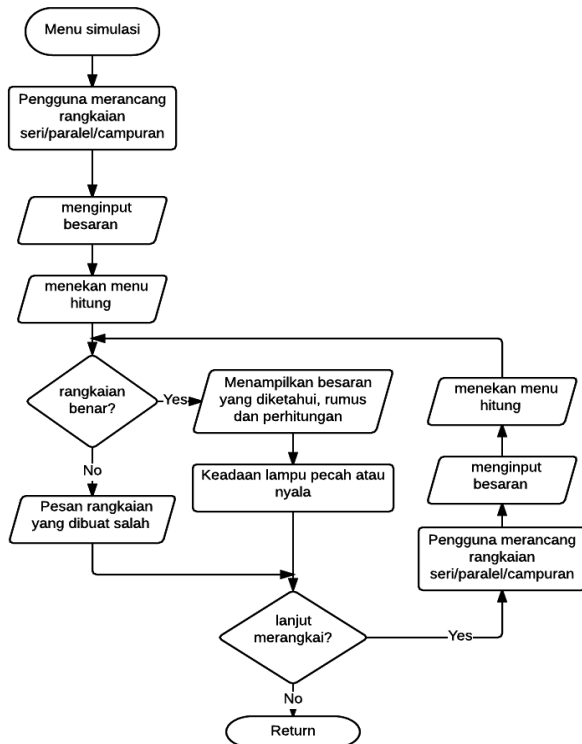 Menu simulasi
Pengguna merancang
rangkaian
seri/paralel/campuran
menginput
besaran
menekan menu
hitung
rangkaian
benar?
Yes
Menampilkan besaran
yang diketahui, rumus
dan perhitungan
Keadaan lampu pecah atau
nyala
No
Pesan rangkaian
yang dibuat salah
lanjut
merangkai?
Yes
Pengguna merancang
rangkaian
seri/paralel/campuran
menginput
besaran
menekan menu
hitung
No
Return